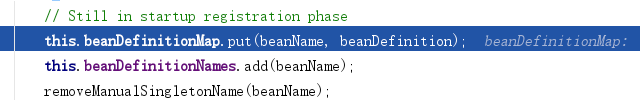 // Still in startup registration phase
this.beanDefinitionMap.put(beanName, beanDefinition);  beanDefinitionMap:
this.beanDefinitionNames.add(beanName);
removeManualSingletonName(beanName);